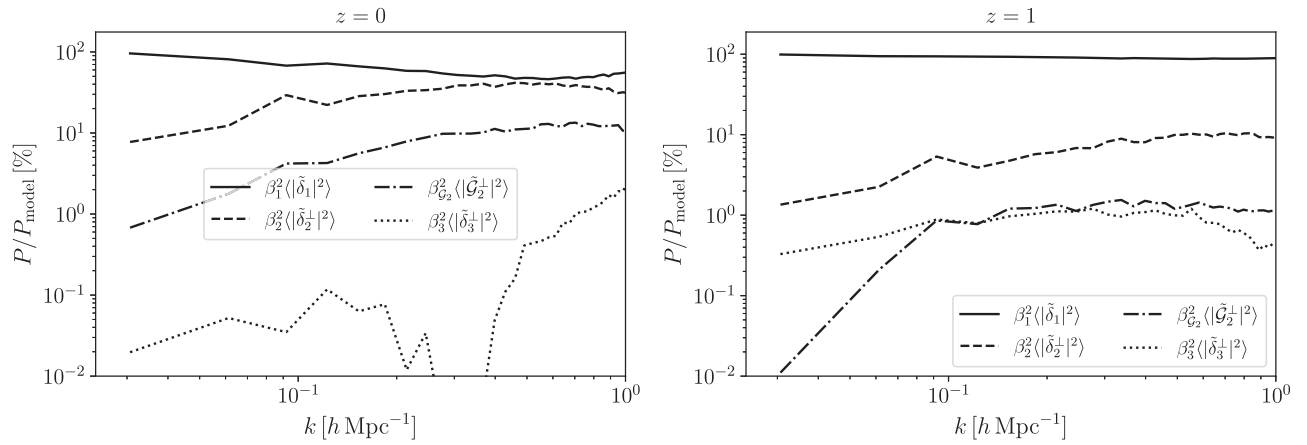 z = 0
P/P_model [%]
10^2
10^1
10^0
10^−1
10^−2
β_1^2⟨|δ̃_1|^2⟩
β_2^2⟨|δ̃_2^⊥|^2⟩
β_{𝒢_2}^2⟨|𝒢̃_2^⊥|^2⟩
β_3^2⟨|δ̃_3^⊥|^2⟩
10^−1
10^0
k [h Mpc^−1]
z = 1
P/P_model [%]
10^2
10^1
10^0
10^−1
10^−2
β_1^2⟨|δ̃_1|^2⟩
β_2^2⟨|δ̃_2^⊥|^2⟩
β_{𝒢_2}^2⟨|𝒢̃_2^⊥|^2⟩
β_3^2⟨|δ̃_3^⊥|^2⟩
10^−1
10^0
k [h Mpc^−1]